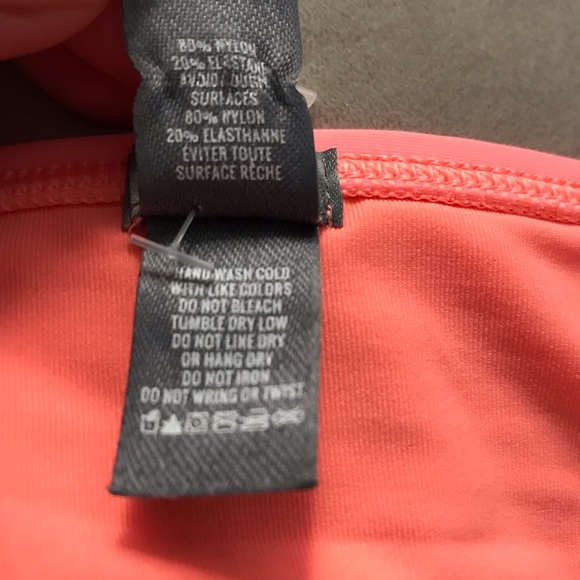 80% NYLON
20% ELASTANE
AVOID ROUGH
SURFACES
80% NYLON
20% ELASTHANNE
ÉVITER TOUTE
SURFACE RÊCHE
HAND WASH COLD
WITH LIKE COLORS
DO NOT BLEACH
TUMBLE DRY LOW
DO NOT LIKE DRY
OR HANG DRY
DO NOT IRON
DO NOT WRING OR TWIST